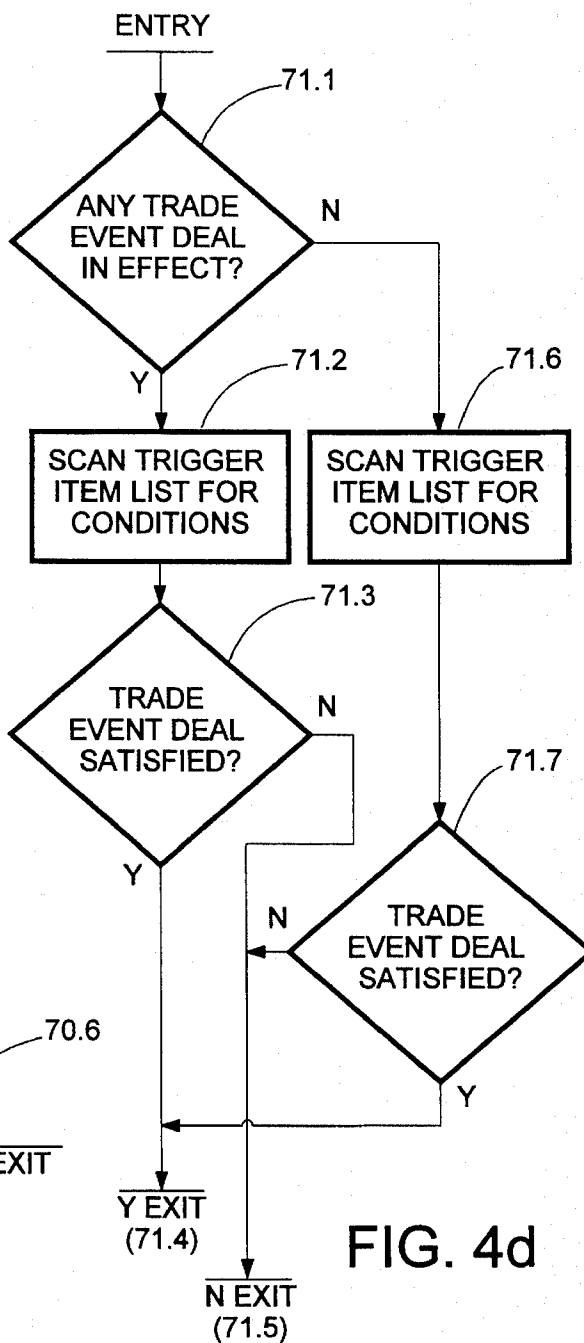 ENTRY
71.1
ANY TRADE
EVENT DEAL
IN EFFECT?
N
Y
71.2
71.6
SCAN TRIGGER
ITEM LIST FOR
CONDITIONS
SCAN TRIGGER
ITEM LIST FOR
CONDITIONS
71.3
TRADE
EVENT DEAL
SATISFIED?
N
71.7
Y
N
TRADE
EVENT DEAL
SATISFIED?
70.6
Y
EXIT
Y EXIT
(71.4)
FIG. 4d
N EXIT
(71.5)